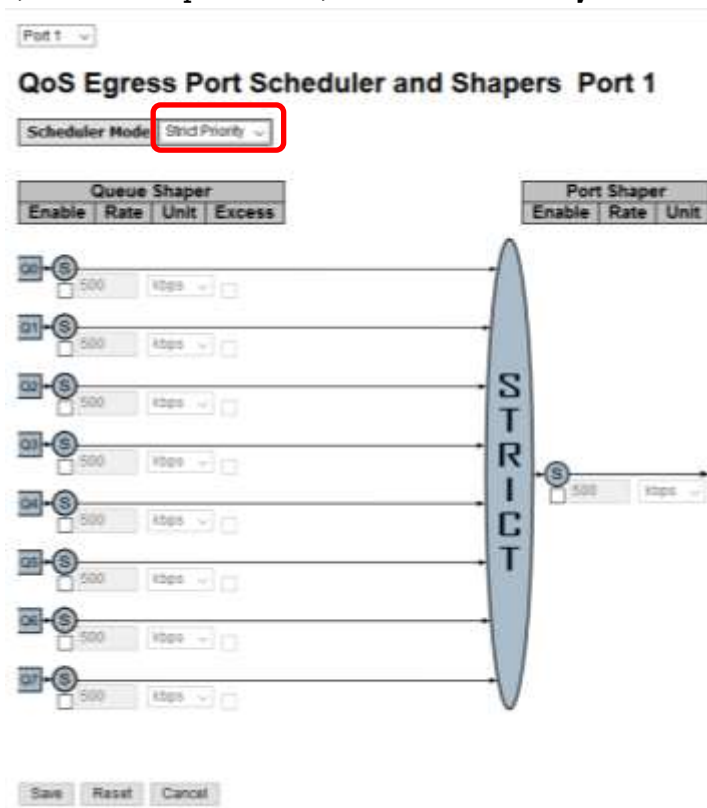 Port 1
QoS Egress Port Scheduler and Shapers Port 1
Scheduler Mode Strict Priority
Queue Shaper Port Shaper
Enable Rate Unit Excess Enable Rate Unit
Q0 S
500 kbps
Q1 S
500 kbps
Q2 S
500 kbps
Q3 S
500 kbps
Q4 S
500 kbps
Q5 S
500 kbps
Q6 S
500 kbps
Q7 S
500 kbps
STRICT
S
500 kbps
Save Reset Cancel